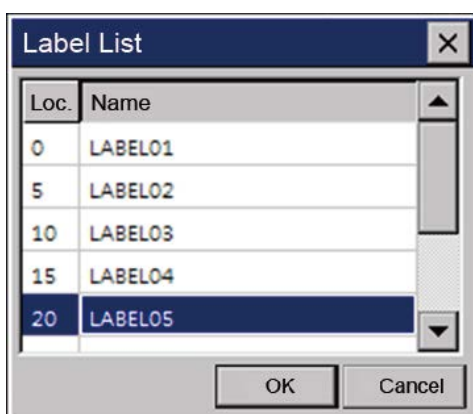 Label List
Loc. Name
0 LABEL01
5 LABEL02
10 LABEL03
15 LABEL04
20 LABEL05
OK Cancel